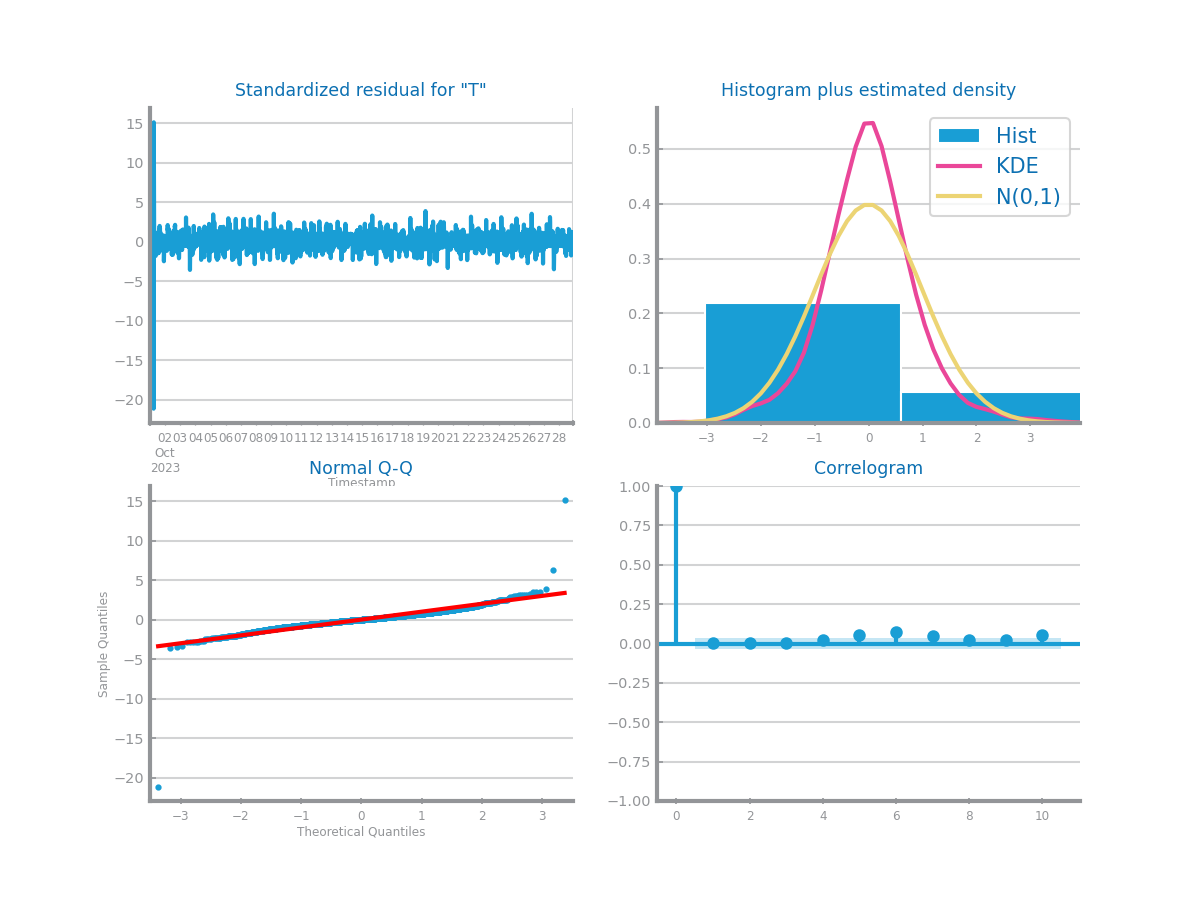 Standardized residual for "T"
15
10
5
0
−5
−10
−15
−20
02 03 04 05 06 07 08 09 10 11 12 13 14 15 16 17 18 19 20 21 22 23 24 25 26 27 28
Oct
2023
Timestamp
Histogram plus estimated density
Hist
KDE
N(0,1)
0.5
0.4
0.3
0.2
0.1
0.0
−3 −2 −1 0 1 2 3
Normal Q-Q
Sample Quantiles
15
10
5
0
−5
−10
−15
−20
−3 −2 −1 0 1 2 3
Theoretical Quantiles
Correlogram
1.00
0.75
0.50
0.25
0.00
−0.25
−0.50
−0.75
−1.00
0 2 4 6 8 10